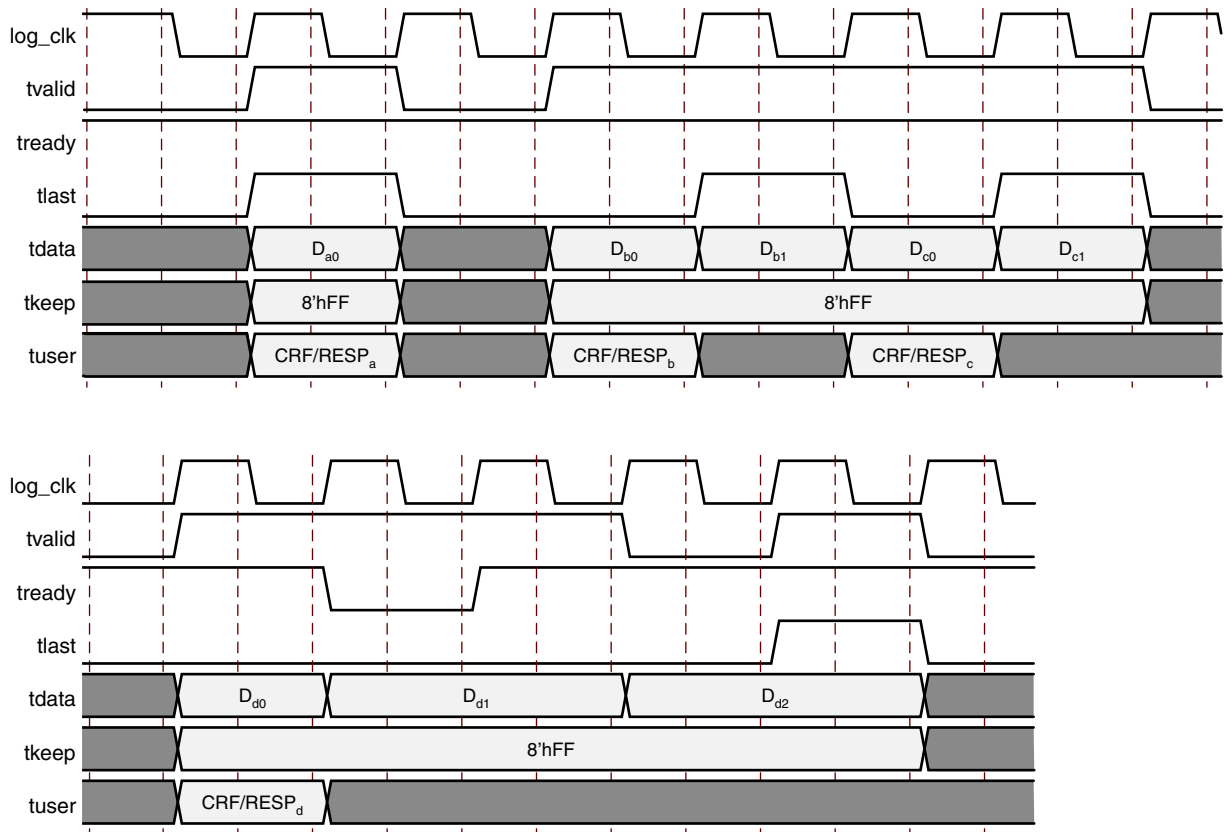 log_clk
tvalid
tready
tlast
tdata D_a0 D_b0 D_b1 D_c0 D_c1
tkeep 8’hFF 8’hFF
tuser CRF/RESP_a CRF/RESP_b CRF/RESP_c
log_clk
tvalid
tready
tlast
tdata D_d0 D_d1 D_d2
tkeep 8’hFF
tuser CRF/RESP_d